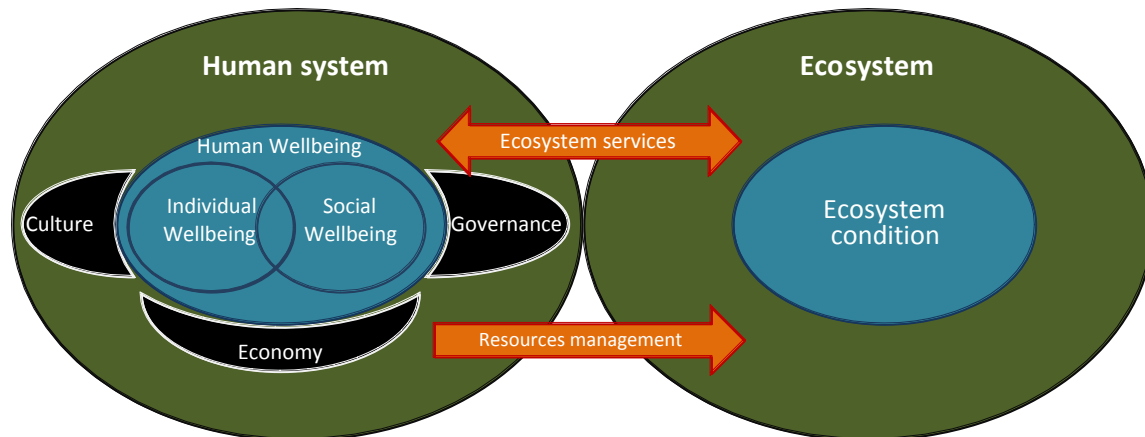 Human system
Ecosystem
Ecosystem services
Human Wellbeing
Individual
Wellbeing
Social
Wellbeing
Culture
Governance
Ecosystem
condition
Resources management
Economy